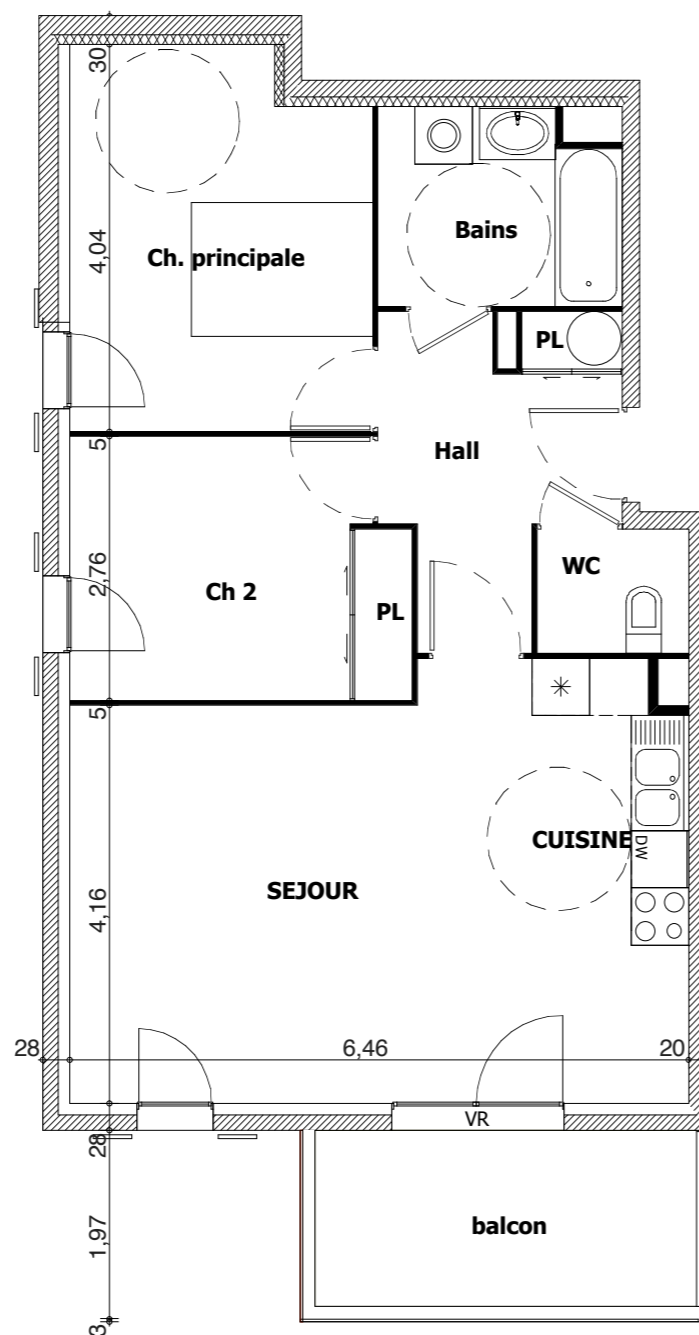 30
4,04
Ch. principale
Bains
PL
5
Hall
2,76
Ch 2
PL
WC
5
CUISINE
DW
SEJOUR
4,16
28
6,46
20
VR
28
1,97
balcon
3